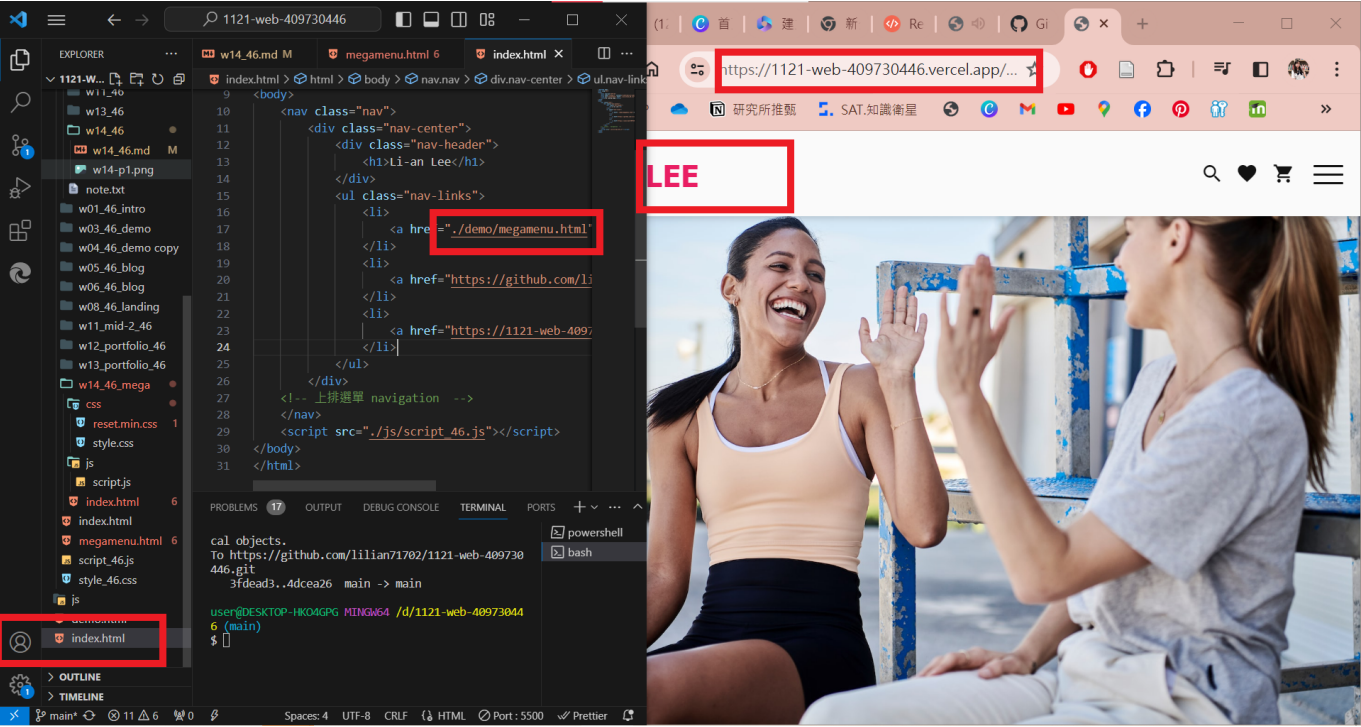 1121-web-409730446
EXPLORER
1121-W...
w11_46
w13_46
w14_46
w14_46.md M
w14-p1.png
note.txt
w01_46_intro
w03_46_demo
w04_46_demo copy
w05_46_blog
w06_46_blog
w08_46_landing
w11_mid-2_46
w12_portfolio_46
w13_portfolio_46
w14_46_mega
css
reset.min.css 1
style.css
js
script.js
index.html 6
index.html
megamenu.html 6
script_46.js
style_46.css
js
demo.html
index.html
OUTLINE
TIMELINE
w14_46.md M
megamenu.html 6
index.html
index.html > html > body > nav.nav > div.nav-center > ul.nav-link
9 <body>
10 <nav class="nav">
11 <div class="nav-center">
12 <div class="nav-header">
13 <h1>Li-an Lee</h1>
14 </div>
15 <ul class="nav-links">
16 <li>
17 <a href="./demo/megamenu.html"
18 </li>
19 <li>
20 <a href="https://github.com/li
21 </li>
22 <li>
23 <a href="https://1121-web-4097
24 </li>
25 </ul>
26 </div>
27 <!-- 上排選單 navigation -->
28 </nav>
29 <script src="./js/script_46.js"></script>
30 </body>
31 </html>
PROBLEMS 17 OUTPUT DEBUG CONSOLE TERMINAL PORTS
cal objects.
To https://github.com/lilian71702/1121-web-409730
446.git
3fdead3..4dcea26 main -> main
user@DESKTOP-HKO4GPG MINGW64 /d/1121-web-40973044
6 (main)
$
powershell
bash
main* 11 6 0 Spaces: 4 UTF-8 CRLF HTML Port : 5500 Prettier
首 建 新 Re Gi
https://1121-web-409730446.vercel.app/...
研究所推甄 SAT.知識衛星
LEE